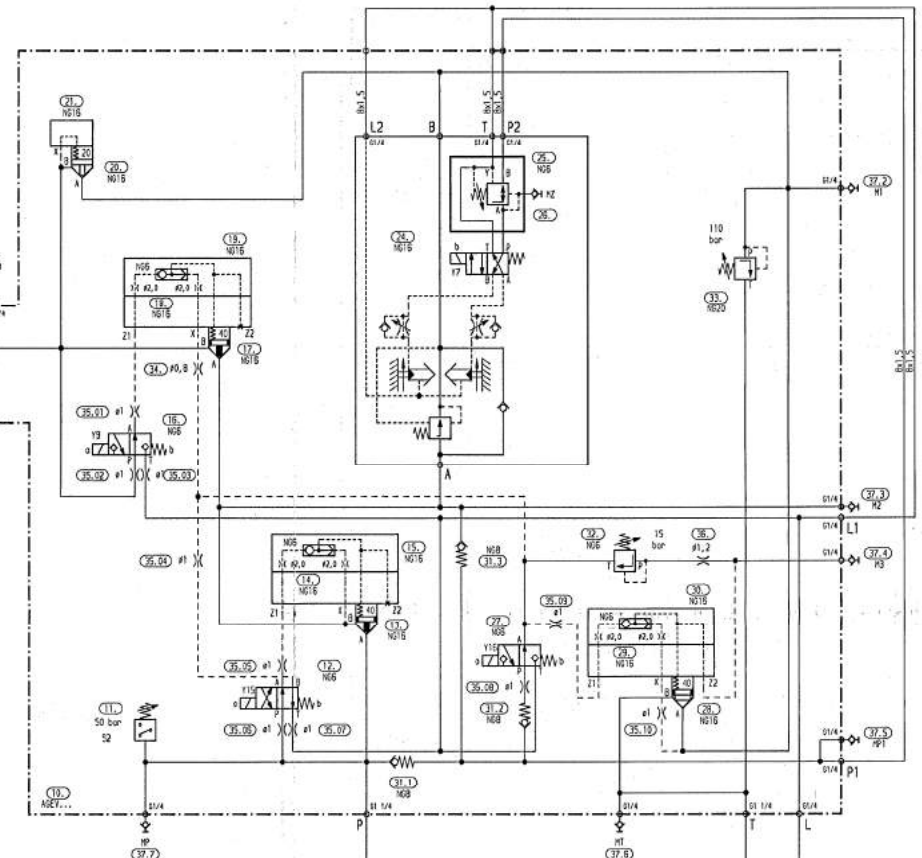 8x1,5
8x1,5
8x1,5
L2
B
T
P2
G1/4
G1/4
G1/4
21.
NG16
X
B
20
20.
NG16
A
25.
NG6
Y
B
MZ
A
26.
24.
NG16
T
P
b
Y7
B
A
G1/4
37.2
M1
110
bar
P
33.
NG20
19.
NG16
NG6
ø2,0
ø2,0
18.
NG16
Z1
X
B
40
Z2
17.
NG16
A
34.
ø0,8
8x1,5
8x1,5
35.01
ø1
16.
NG6
Y9
A
a
b
P
T
35.02
ø1
ø1
35.03
A
G1/4
37.3
M2
G1/4
L1
15.
NG16
NG6
ø2,0
ø2,0
14.
NG16
Z1
X
B
40
Z2
13.
NG16
A
35.04
ø1
NG8
31.3
32.
NG6
15
bar
T
P
36.
ø1,2
G1/4
37.4
M3
35.09
ø1
30.
NG16
NG6
ø2,0
ø2,0
29.
NG16
Z1
X
B
40
Z2
28.
NG16
A
27.
NG6
Y16
A
a
b
P
35.08
ø1
31.2
NG8
35.10
ø1
35.05
ø1
12.
NG6
Y15
A
B
a
b
P
T
35.06
ø1
ø1
35.07
11.
50 bar
S2
31.1
NG8
37.5
MP1
G1/4
G1/4
P1
10.
AGEV...
G1/4
MP
(37.7)
P
G1 1/4
G1/4
MT
(37.6)
T
G1 1/4
L
G1/4